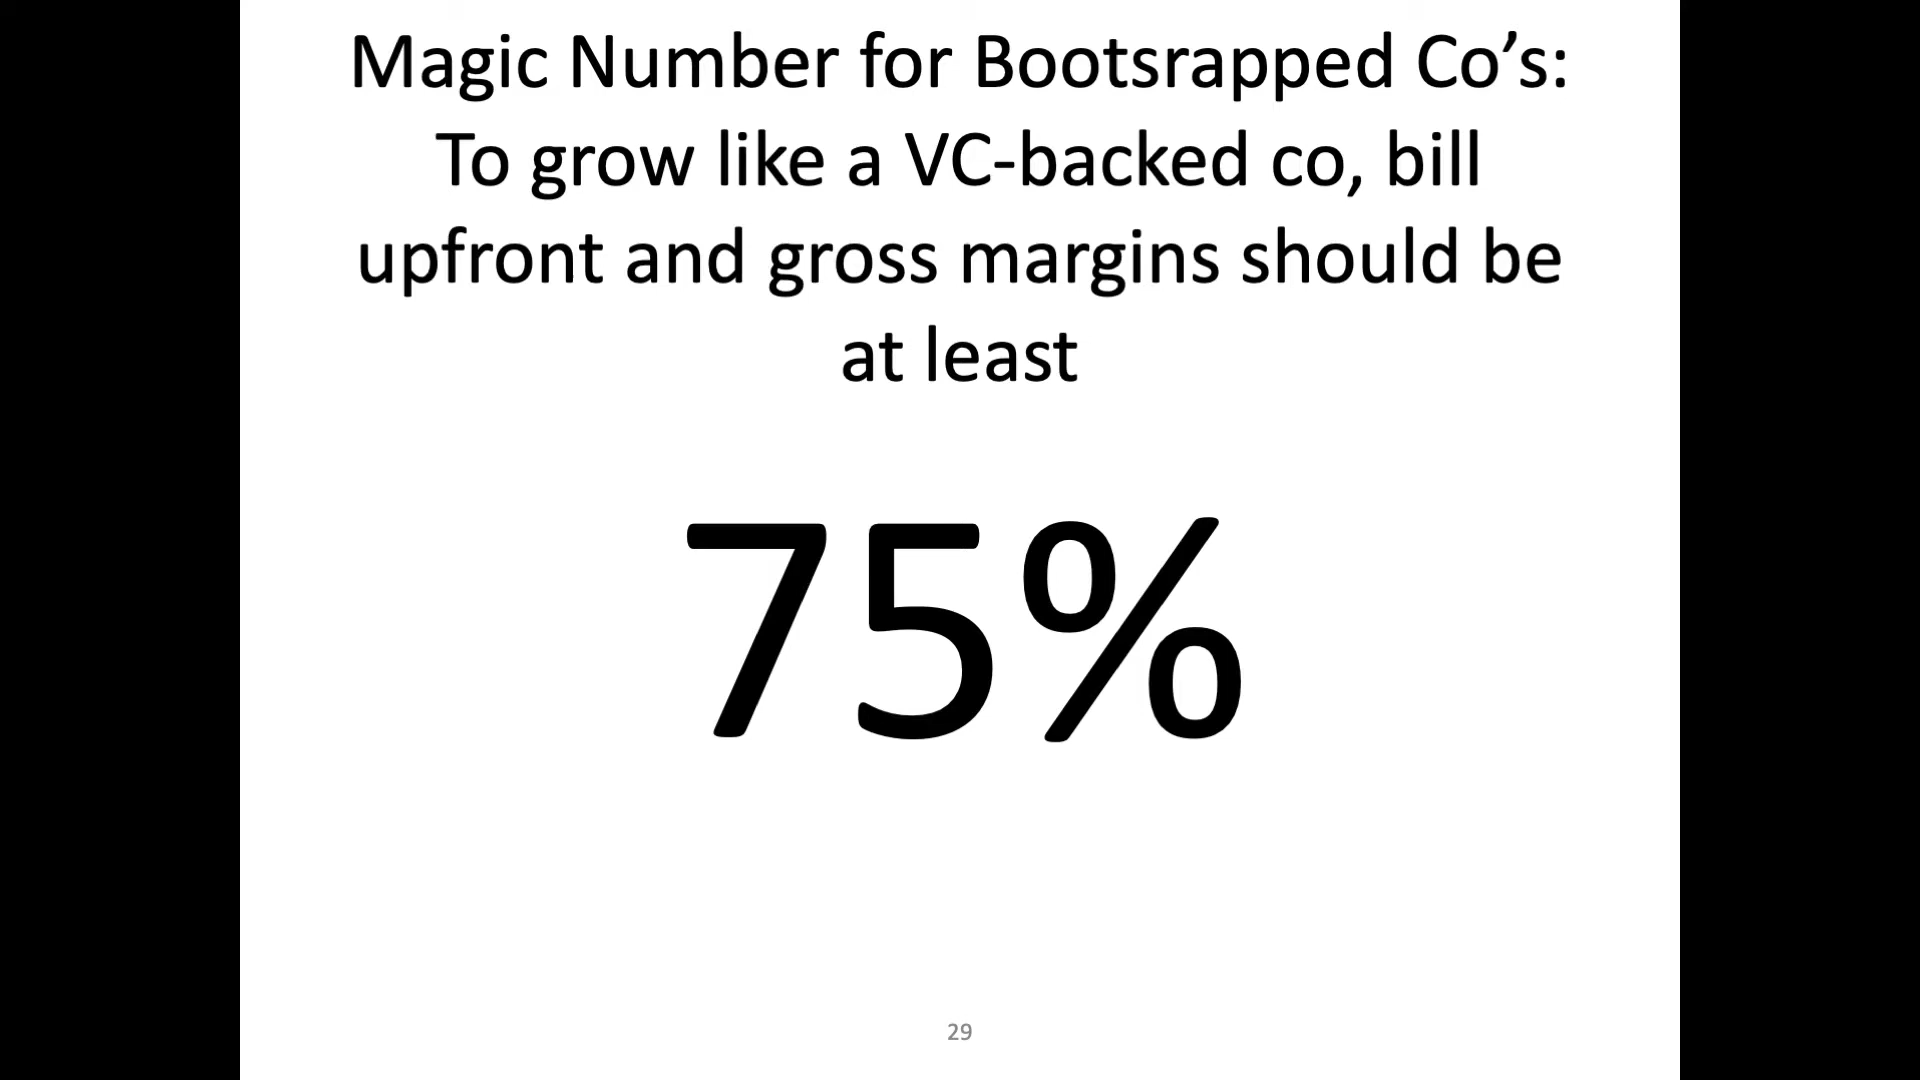 Magic Number for Bootsrapped Co’s:
To grow like a VC-backed co, bill
upfront and gross margins should be
at least
75%
29